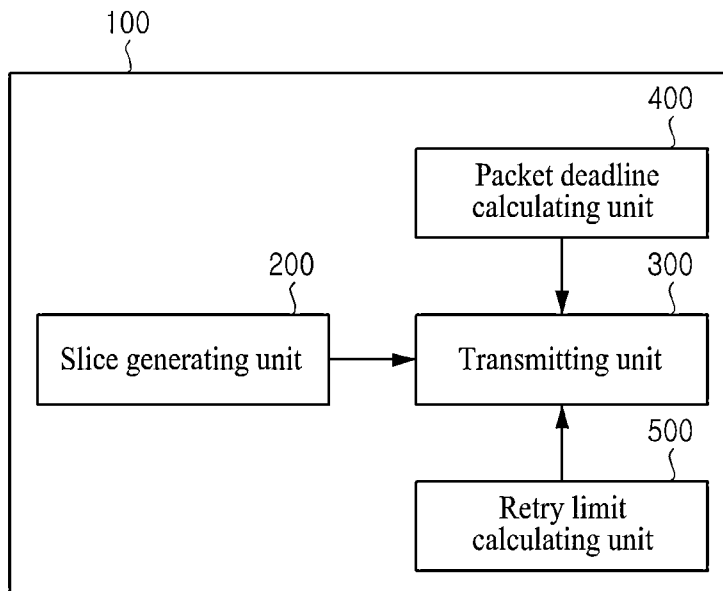 100
400
Packet deadline
calculating unit
200
300
Slice generating unit
Transmitting unit
500
Retry limit
calculating unit